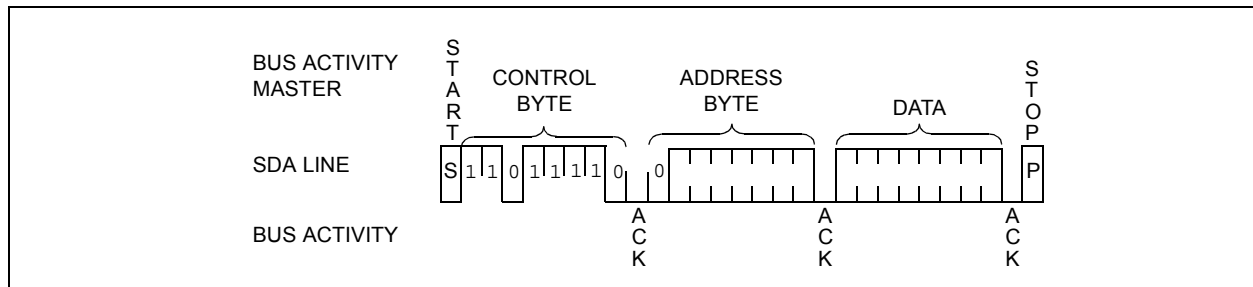 BUS ACTIVITY
MASTER
START
CONTROL
BYTE
ADDRESS
BYTE
DATA
STOP
SDA LINE
S 1 1 0 1 1 1 1 0 0 P
BUS ACTIVITY
ACK
ACK
ACK